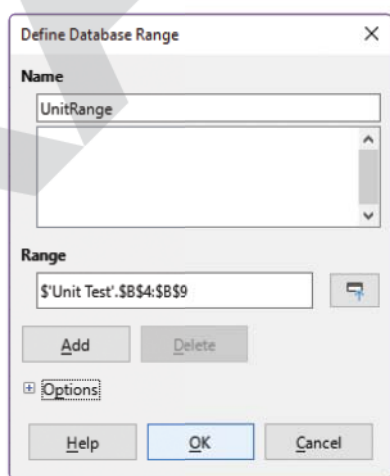 Define Database Range
Name
UnitRange
Range
$'Unit Test'.$B$4:$B$9
Add Delete
Options
Help OK Cancel